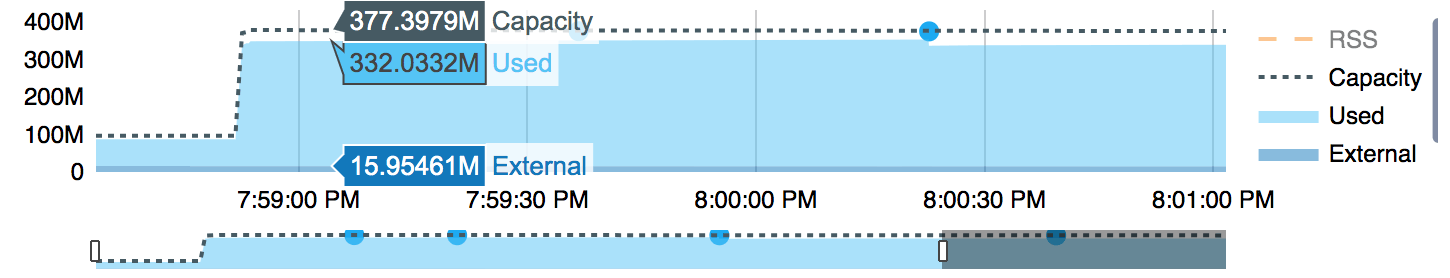 400M
300M
200M
100M
0
377.3979M Capacity
332.0332M Used
15.95461M External
7:59:00 PM 7:59:30 PM 8:00:00 PM 8:00:30 PM 8:01:00 PM
RSS
Capacity
Used
External